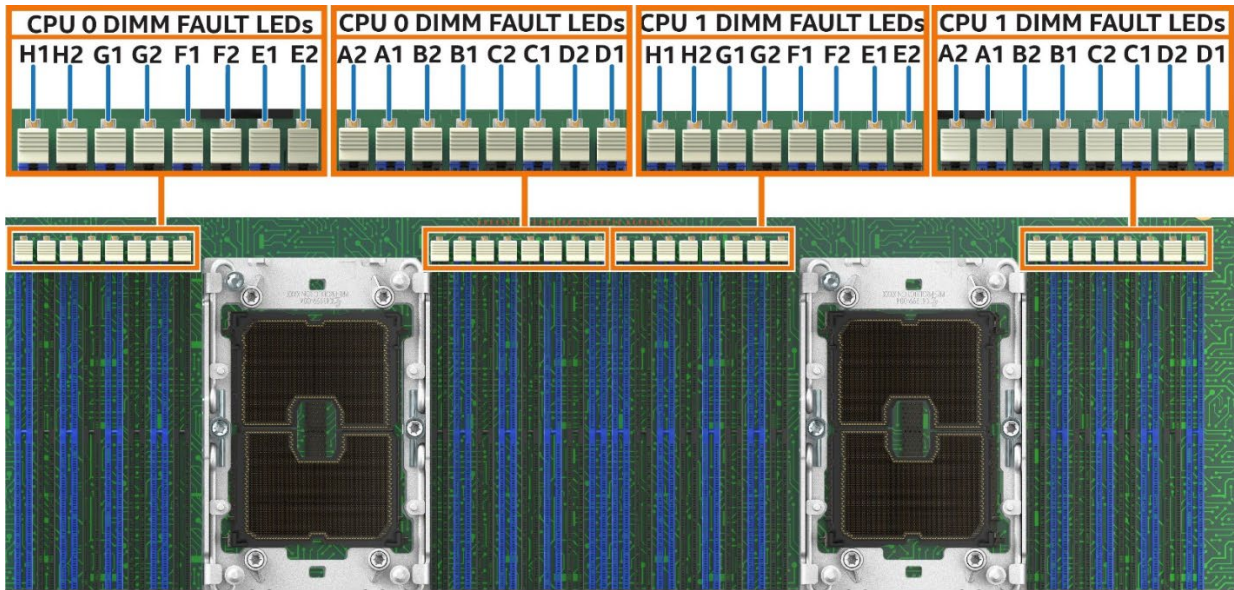 CPU 0 DIMM FAULT LEDs
H1 H2 G1 G2 F1 F2 E1 E2
CPU 0 DIMM FAULT LEDs
A2 A1 B2 B1 C2 C1 D2 D1
CPU 1 DIMM FAULT LEDs
H1 H2 G1 G2 F1 F2 E1 E2
CPU 1 DIMM FAULT LEDs
A2 A1 B2 B1 C2 C1 D2 D1